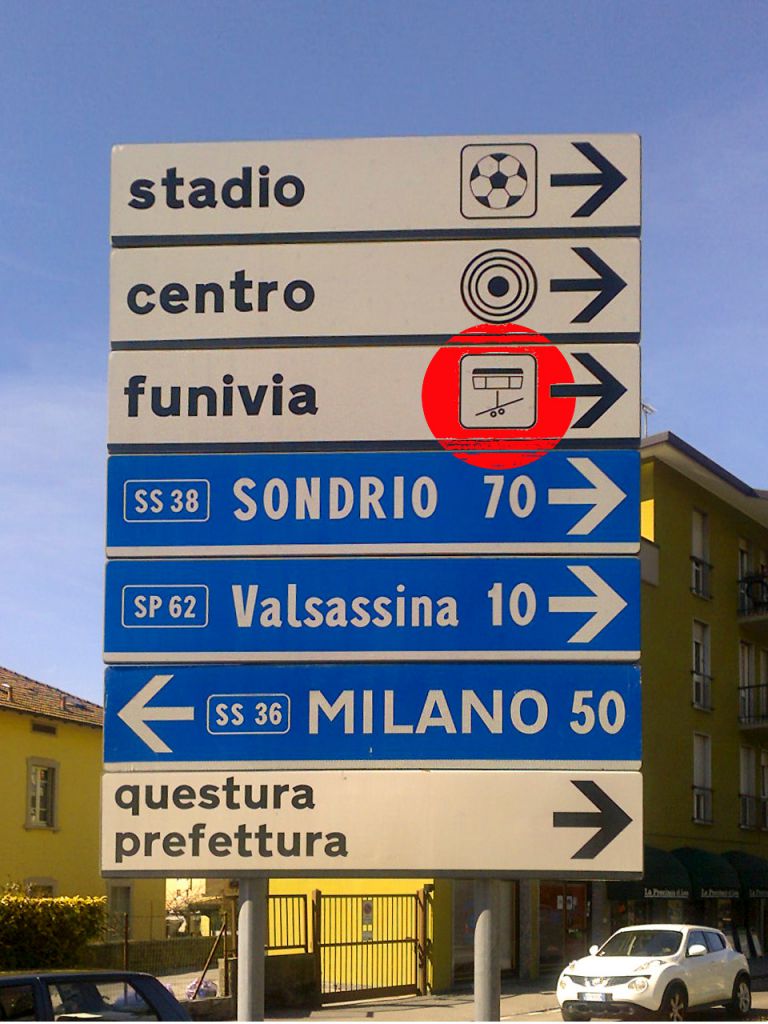 stadio
centro
funivia
SS 38 SONDRIO 70
SP 62 Valsassina 10
SS 36 MILANO 50
questura
prefettura